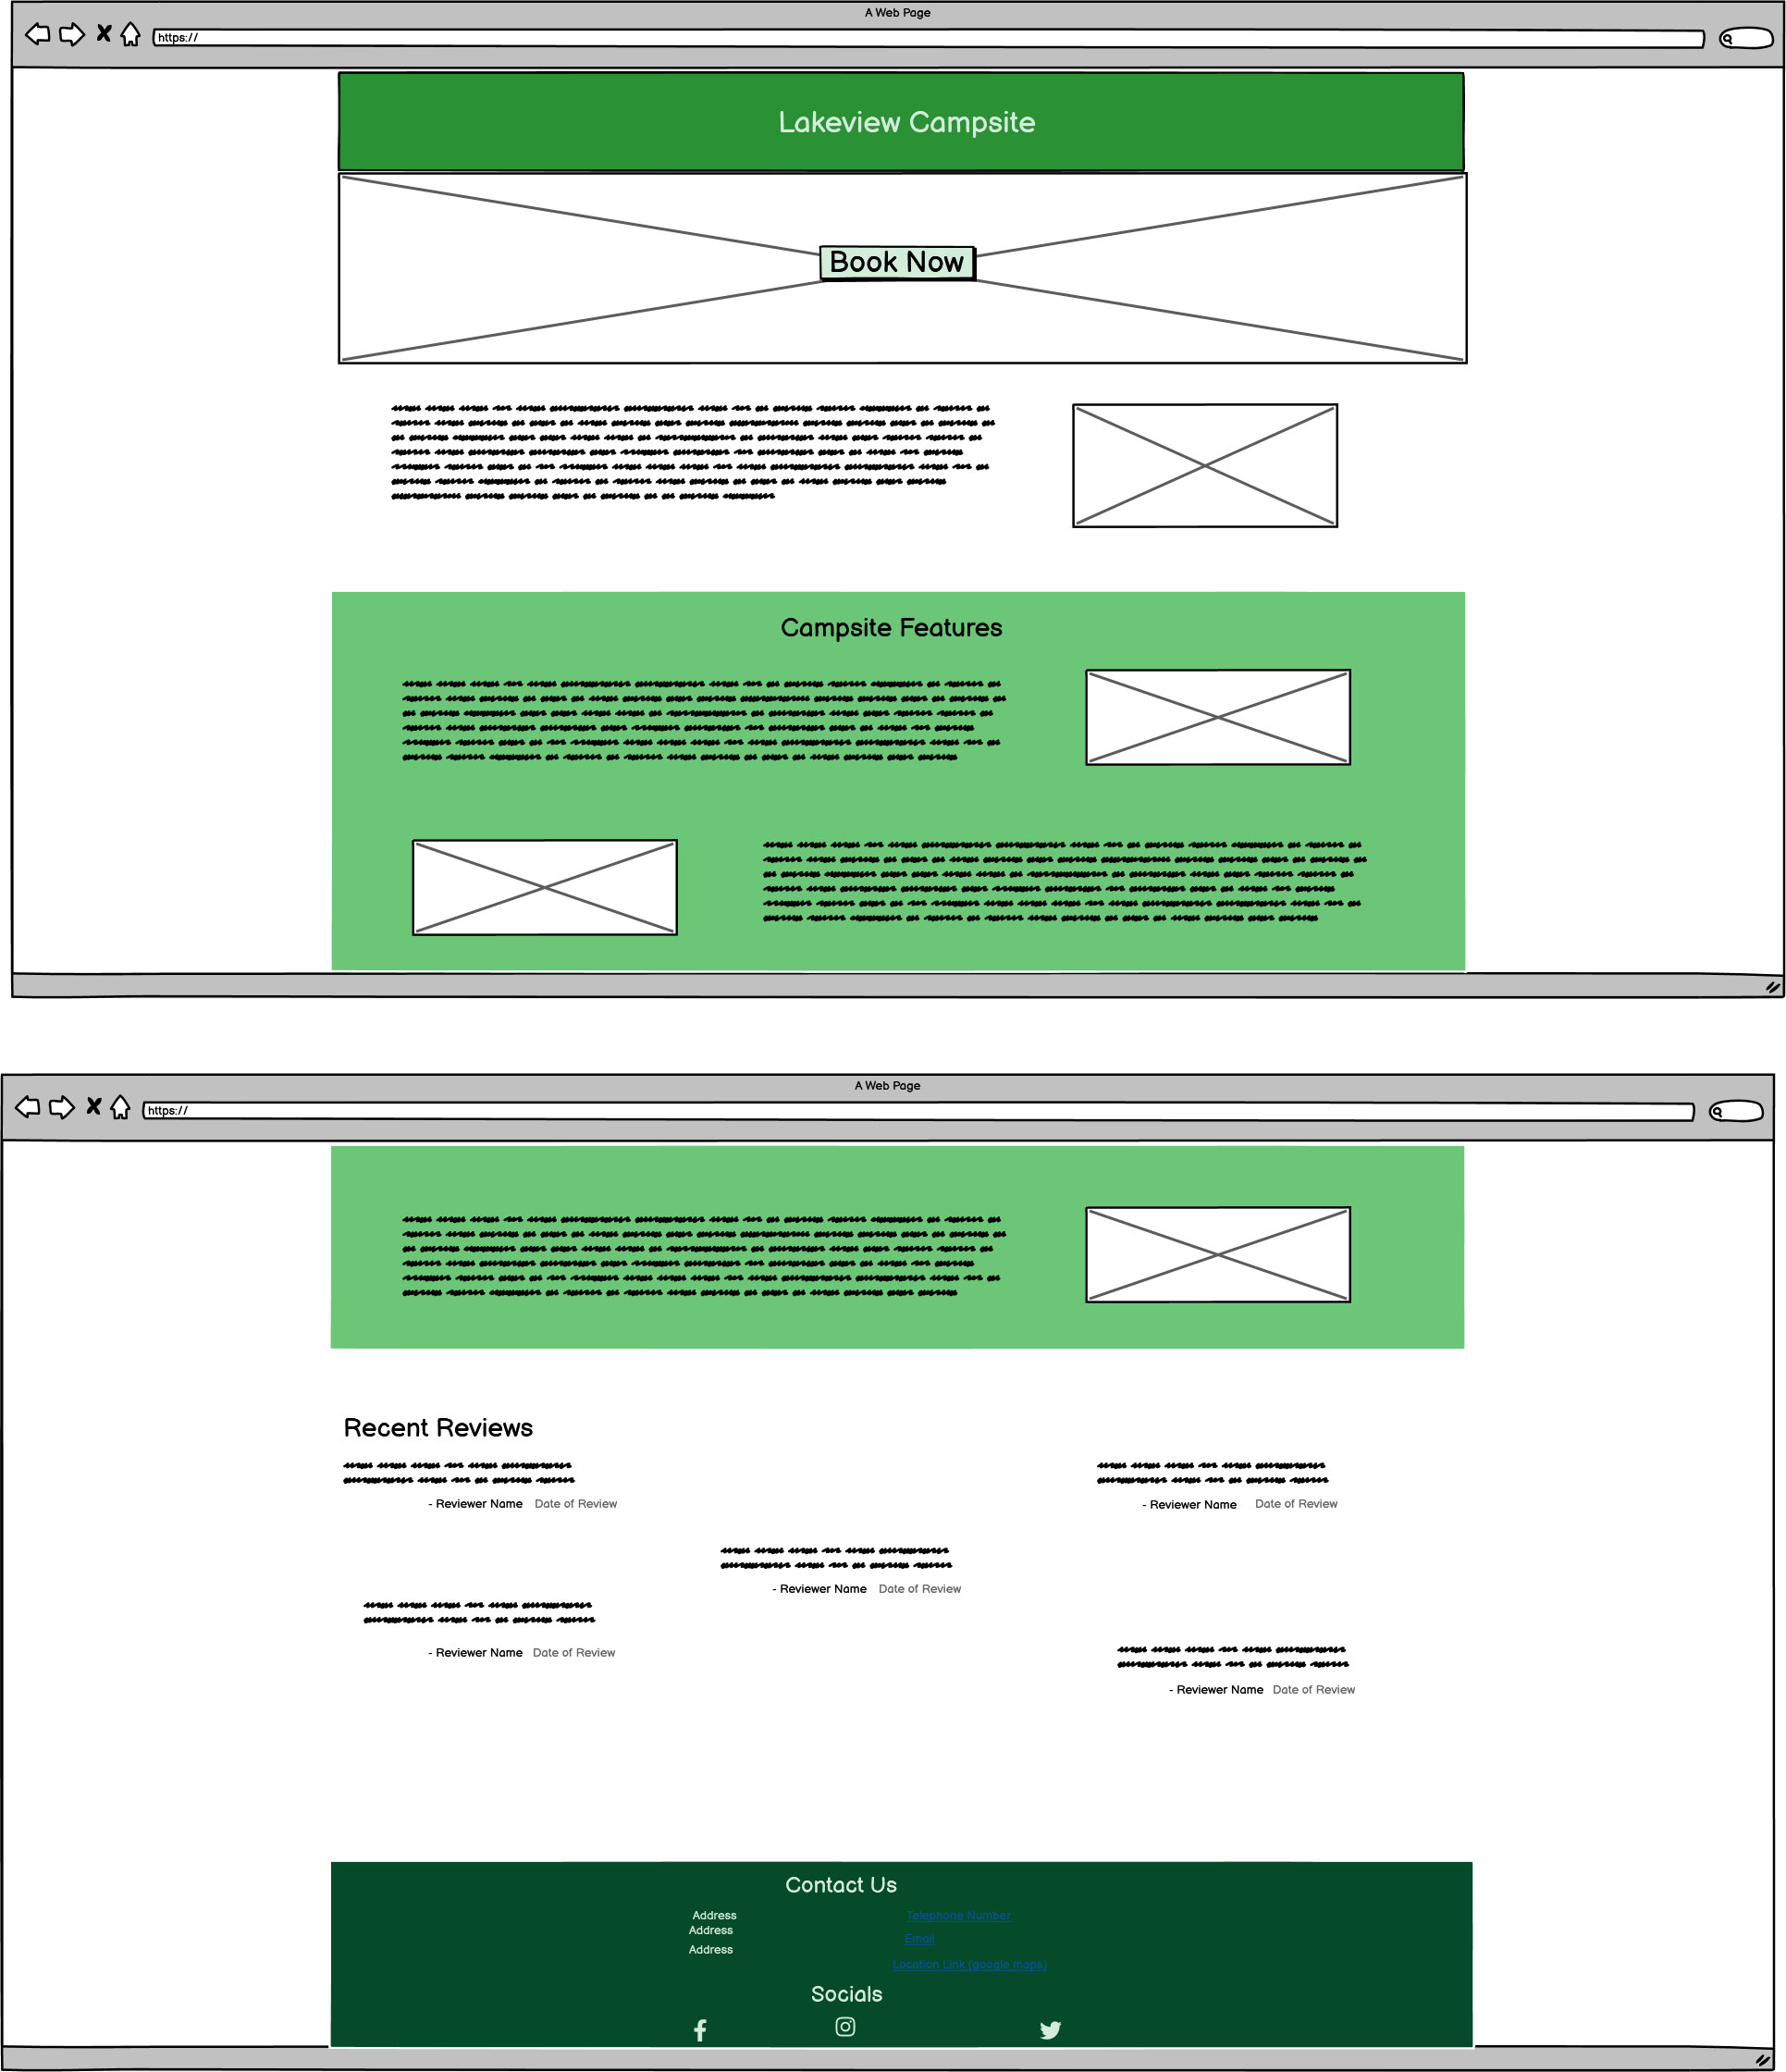 A Web Page
https://
Lakeview Campsite
Book Now
Campsite Features
A Web Page
https://
Recent Reviews
- Reviewer Name Date of Review
- Reviewer Name Date of Review
- Reviewer Name Date of Review
- Reviewer Name Date of Review
- Reviewer Name Date of Review
Contact Us
Address Telephone Number
Address
Email
Address
Location Link (google maps)
Socials